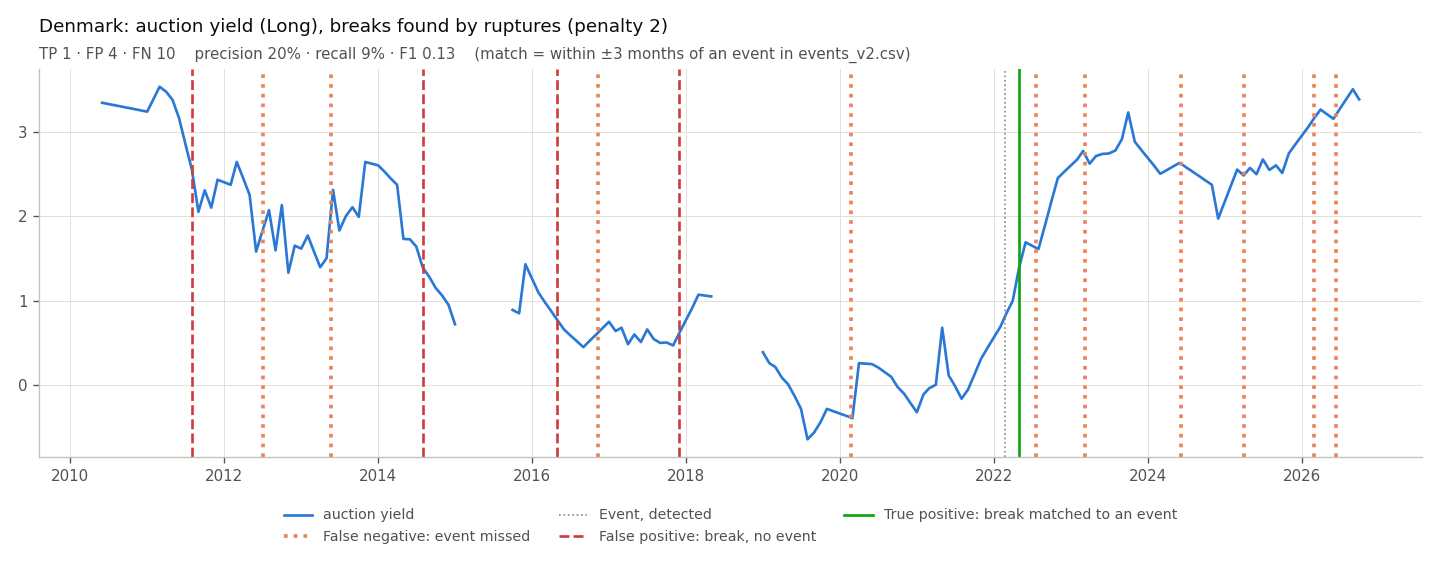 Denmark: auction yield (Long), breaks found by ruptures (penalty 2)
TP 1 · FP 4 · FN 10    precision 20% · recall 9% · F1 0.13    (match = within ±3 months of an event in events_v2.csv)
3
2
1
0
2010 2012 2014 2016 2018 2020 2022 2024 2026
auction yield
False negative: event missed
Event, detected
False positive: break, no event
True positive: break matched to an event